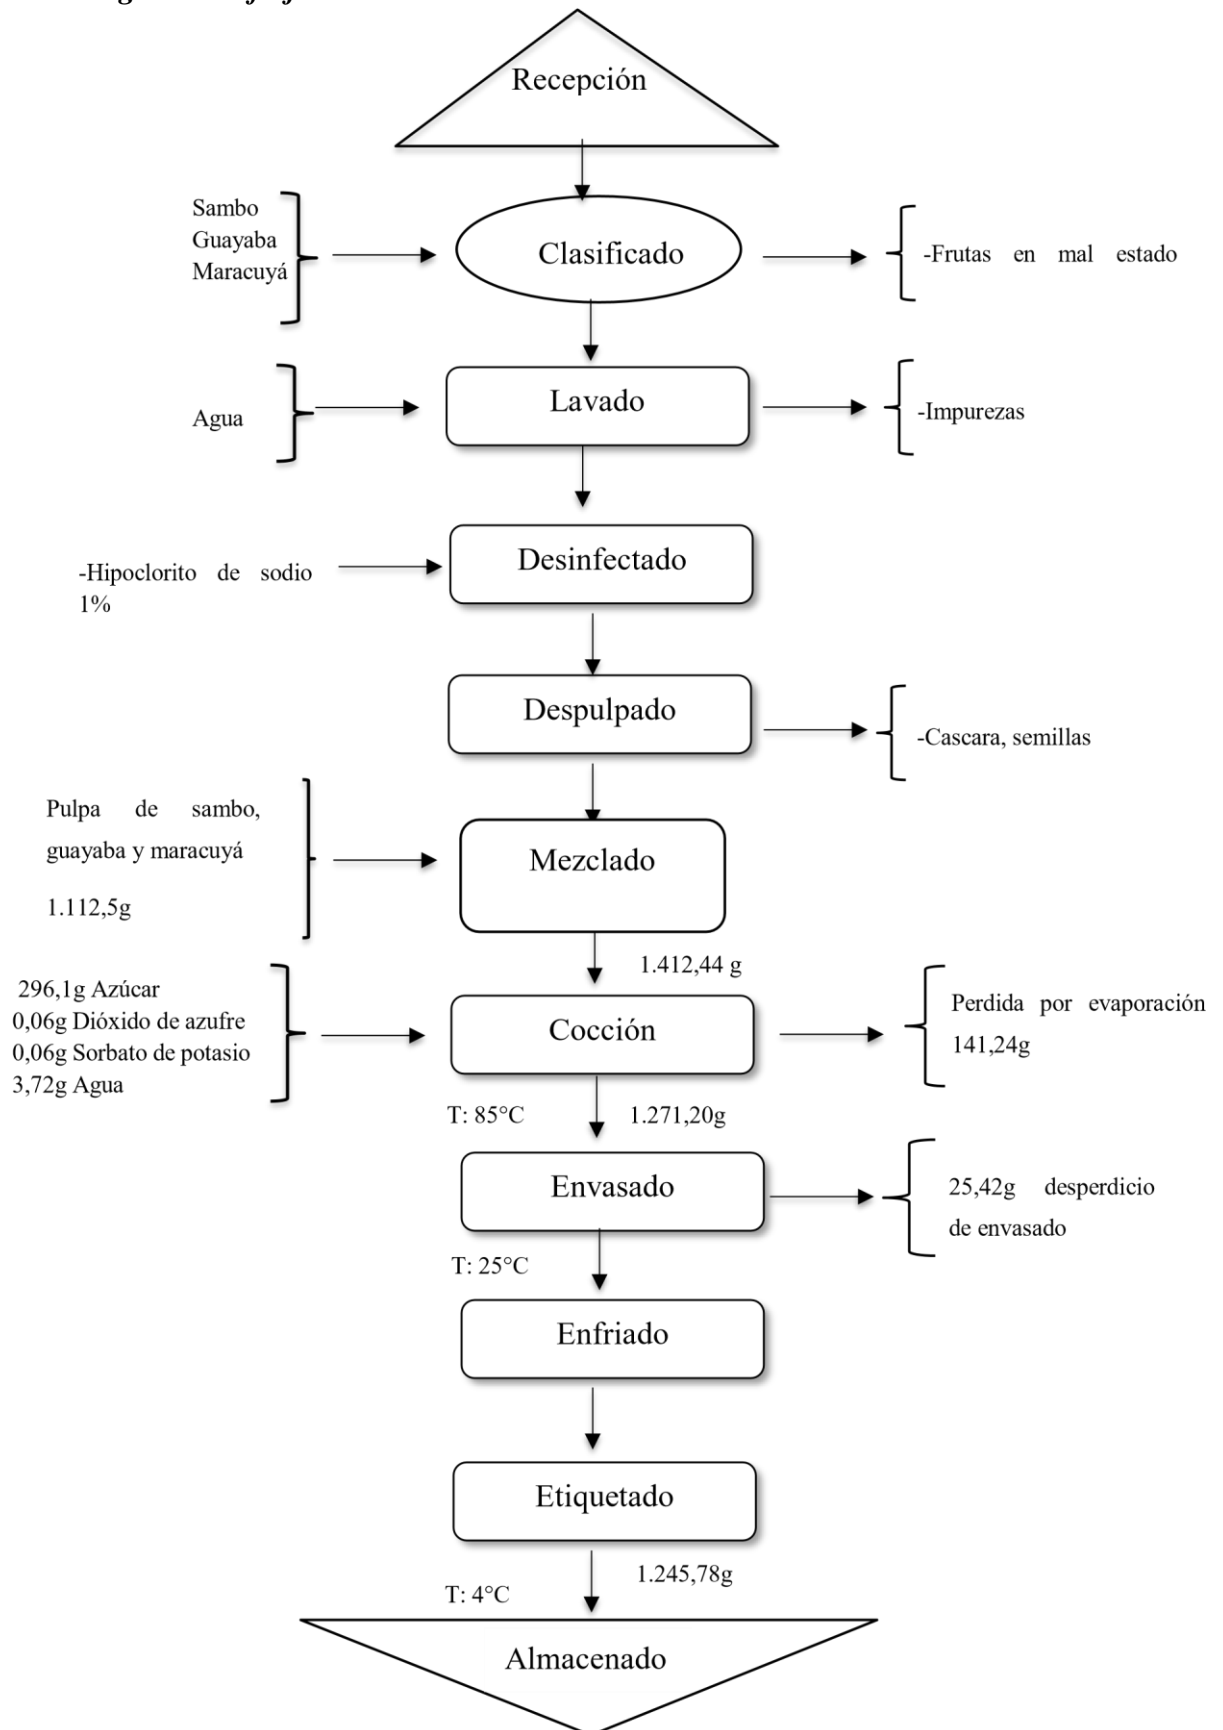 Recepción
Sambo
Guayaba
Maracuyá
Clasificado
-Frutas en mal estado
Agua
Lavado
-Impurezas
-Hipoclorito de sodio
1%
Desinfectado
Despulpado
-Cascara, semillas
Pulpa de sambo,
guayaba y maracuyá
1.112,5g
Mezclado
1.412,44 g
296,1g Azúcar
0,06g Dióxido de azufre
0,06g Sorbato de potasio
3,72g Agua
Cocción
Perdida por evaporación
141,24g
T: 85°C
1.271,20g
Envasado
25,42g desperdicio
de envasado
T: 25°C
Enfriado
Etiquetado
1.245,78g
T: 4°C
Almacenado